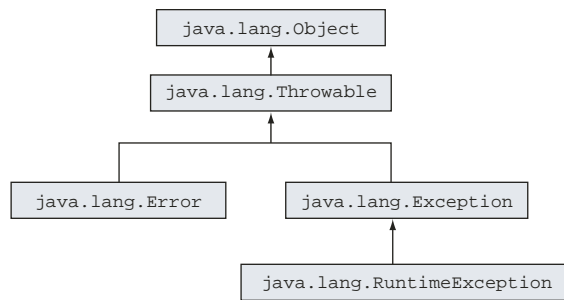 java.lang.Object
java.lang.Throwable
java.lang.Error
java.lang.Exception
java.lang.RuntimeException